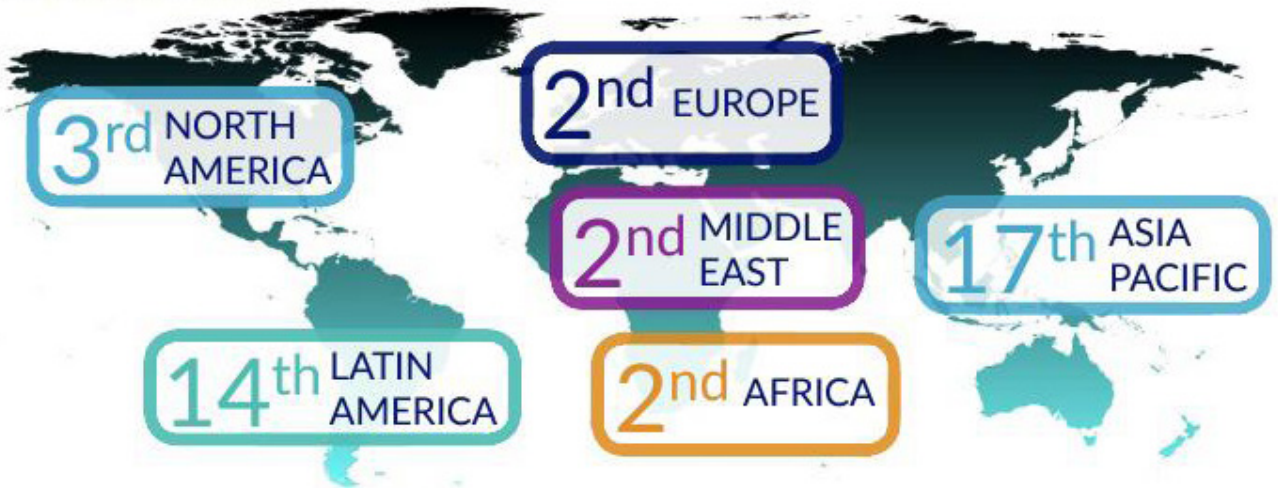 3rd NORTH
AMERICA
2nd EUROPE
2nd MIDDLE
EAST
17th ASIA
PACIFIC
14th LATIN
AMERICA
2nd AFRICA